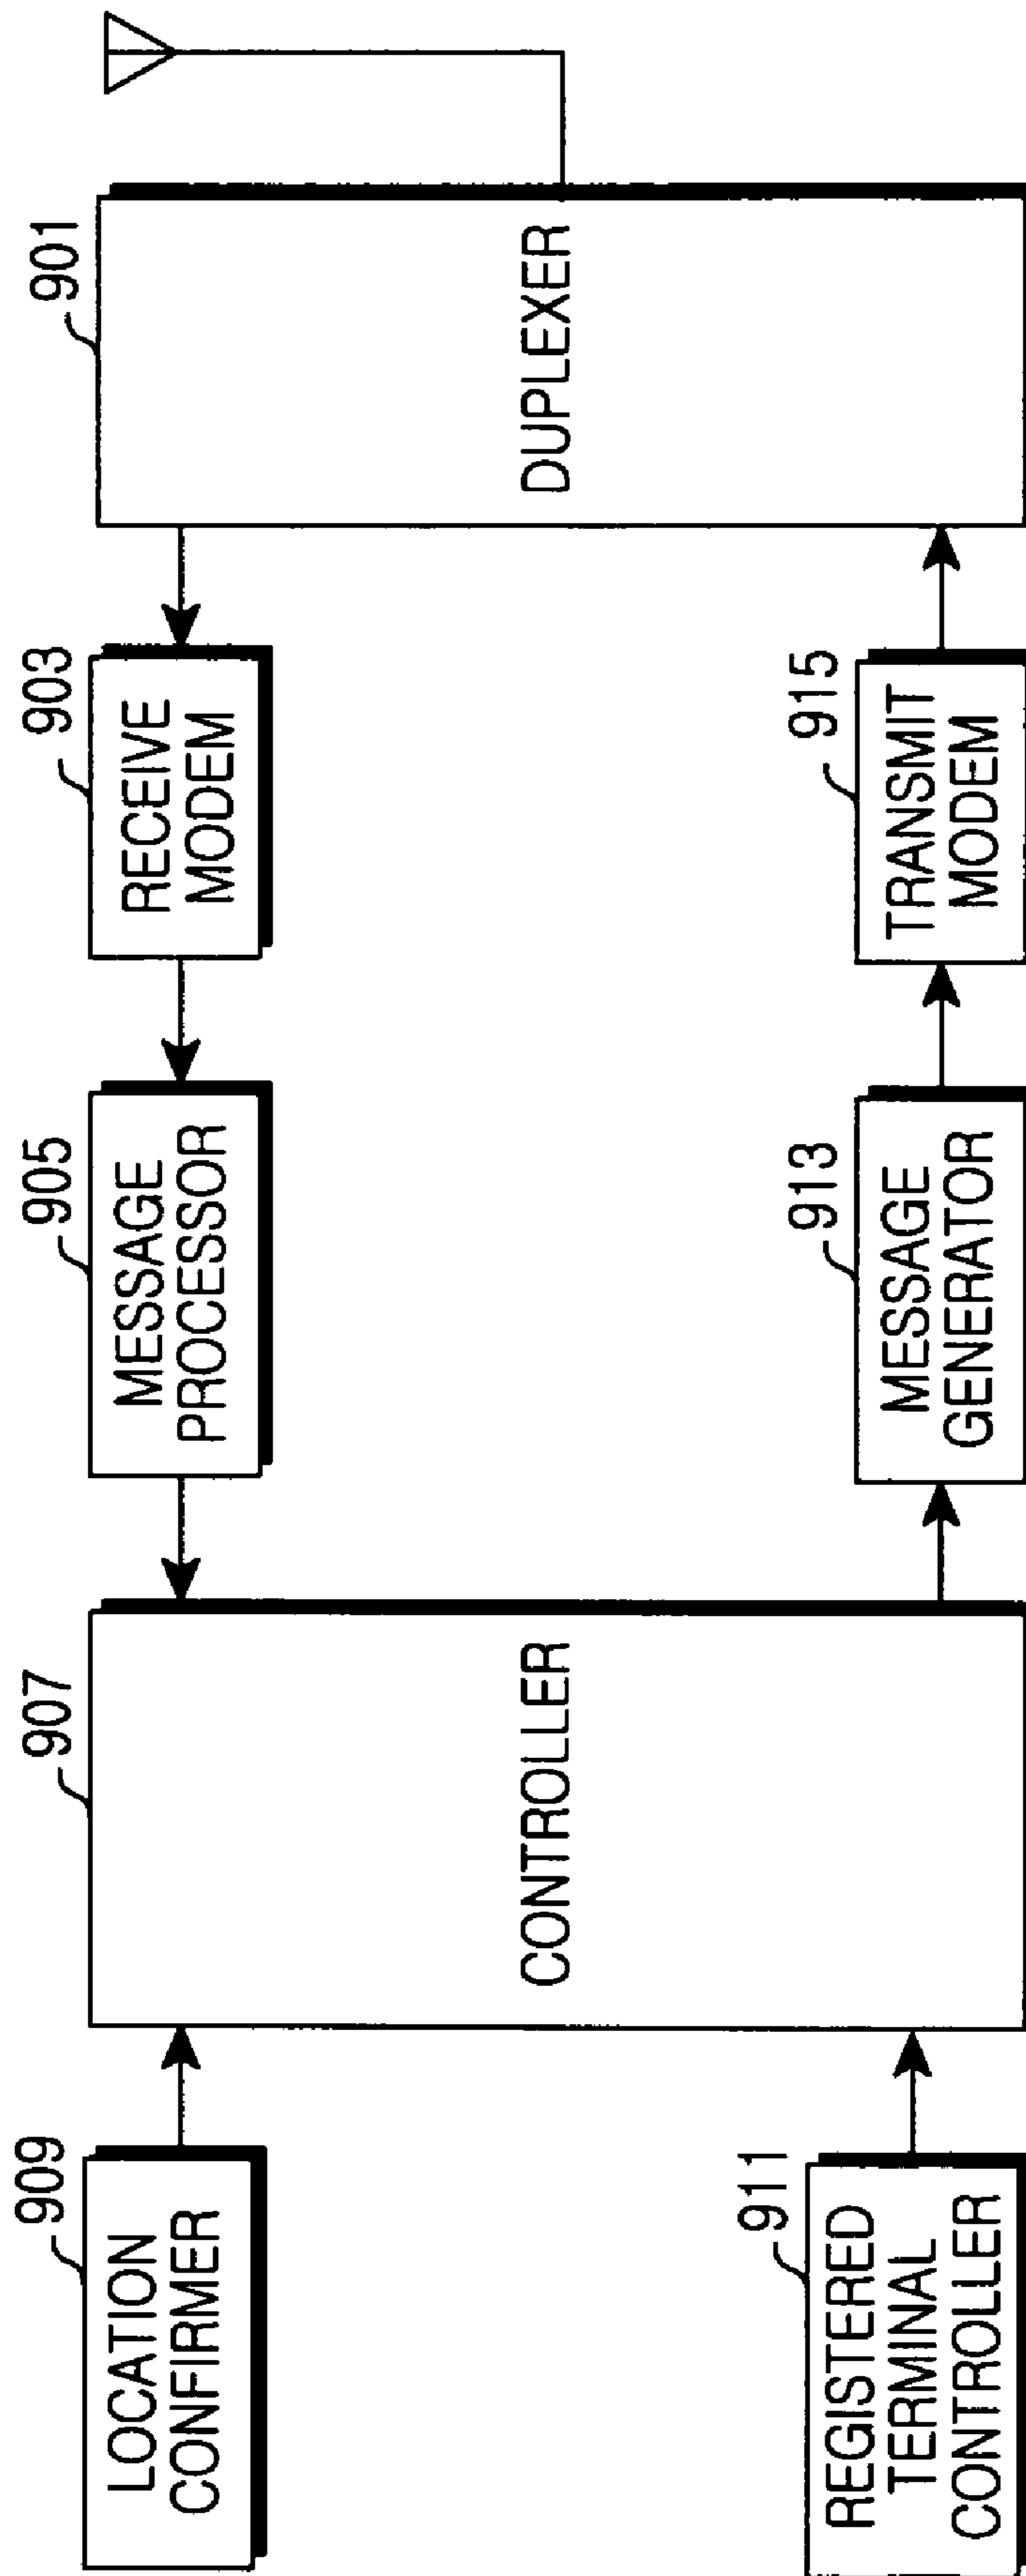 909
LOCATION
CONFIRMER
907
CONTROLLER
905
MESSAGE
PROCESSOR
903
RECEIVE
MODEM
901
DUPLEXER
911
REGISTERED
TERMINAL
CONTROLLER
913
MESSAGE
GENERATOR
915
TRANSMIT
MODEM